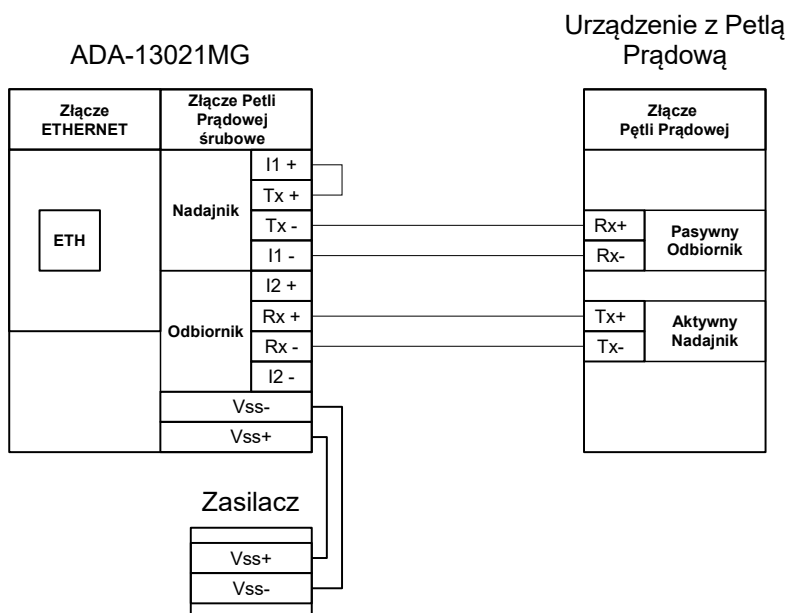 Urządzenie z Petlą
Prądową
ADA-13021MG
Złącze
ETHERNET
Złącze Petli
Prądowej
śrubowe
Złącze
Pętli Prądowej
ETH
Nadajnik
I1 +
Tx +
Tx -
I1 -
Odbiornik
I2 +
Rx +
Rx -
I2 -
Vss-
Vss+
Rx+
Rx-
Pasywny
Odbiornik
Tx+
Tx-
Aktywny
Nadajnik
Zasilacz
Vss+
Vss-